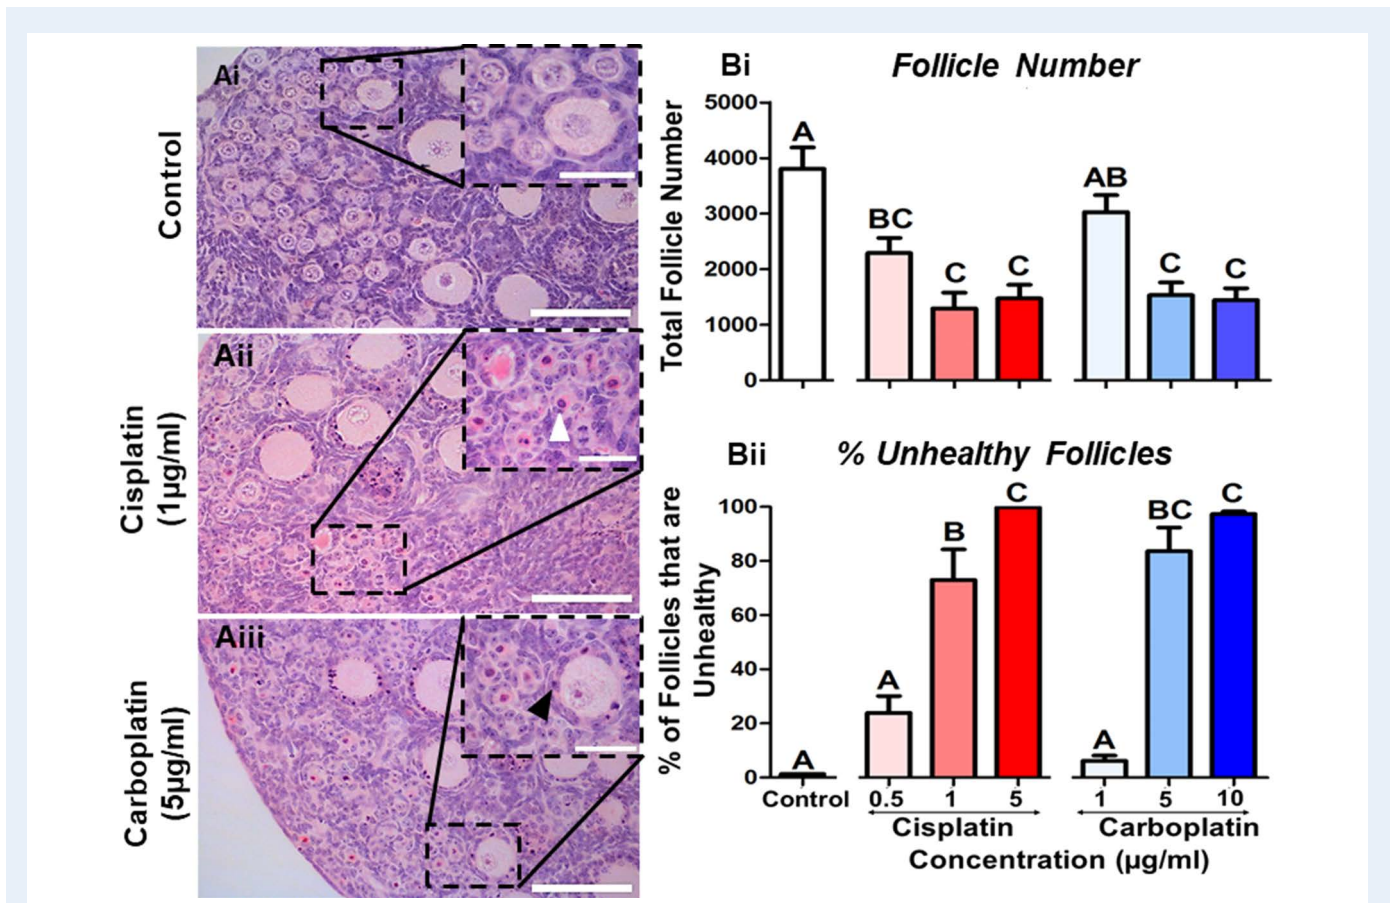 Ai
Control
Aii
Cisplatin
(1µg/ml)
Aiii
Carboplatin
(5µg/ml)
Bi
Follicle Number
Total Follicle Number
5000
4000
3000
2000
1000
0
A
BC
C
C
AB
C
C
Bii
% Unhealthy Follicles
% of Follicles that are
Unhealthy
100
80
60
40
20
0
A
A
B
C
A
BC
C
Control
0.5
1
5
1
5
10
Cisplatin
Carboplatin
Concentration (µg/ml)